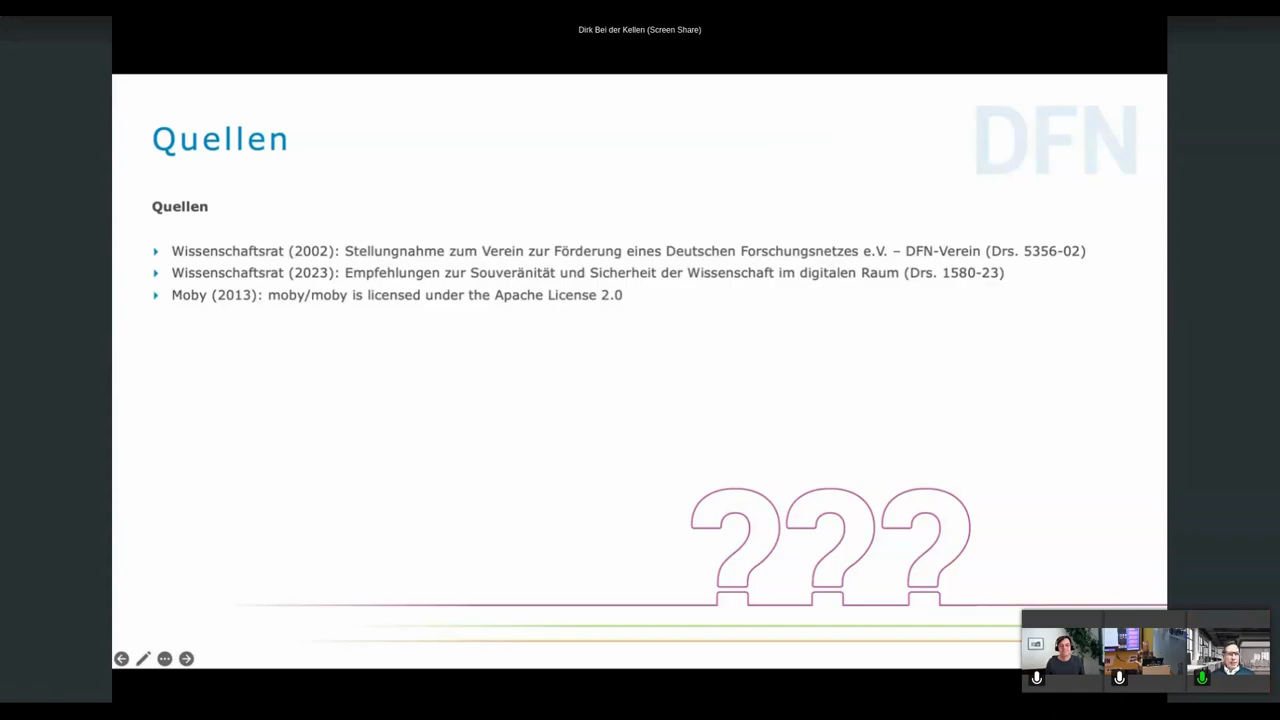 Dirk Bei der Kellen (Screen Share)
DFN
Quellen
Quellen
Wissenschaftsrat (2002): Stellungnahme zum Verein zur Förderung eines Deutschen Forschungsnetzes e.V. – DFN-Verein (Drs. 5356-02)
Wissenschaftsrat (2023): Empfehlungen zur Souveränität und Sicherheit der Wissenschaft im digitalen Raum (Drs. 1580-23)
Moby (2013): moby/moby is licensed under the Apache License 2.0
???